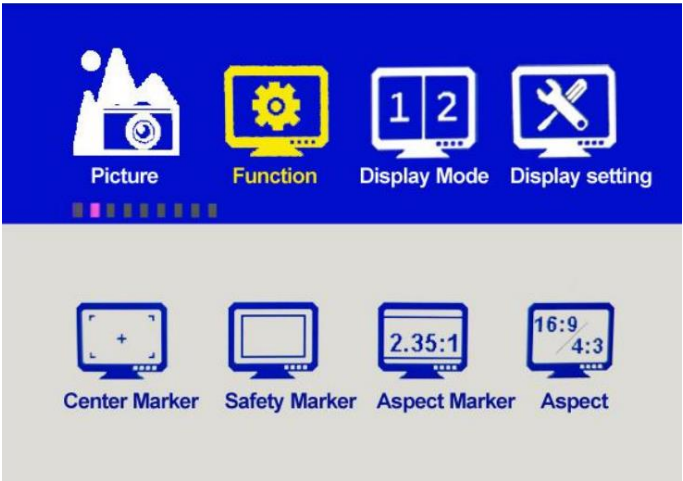 1 2
Picture Function Display Mode Display setting
2.35:1 16:9 4:3
Center Marker Safety Marker Aspect Marker Aspect